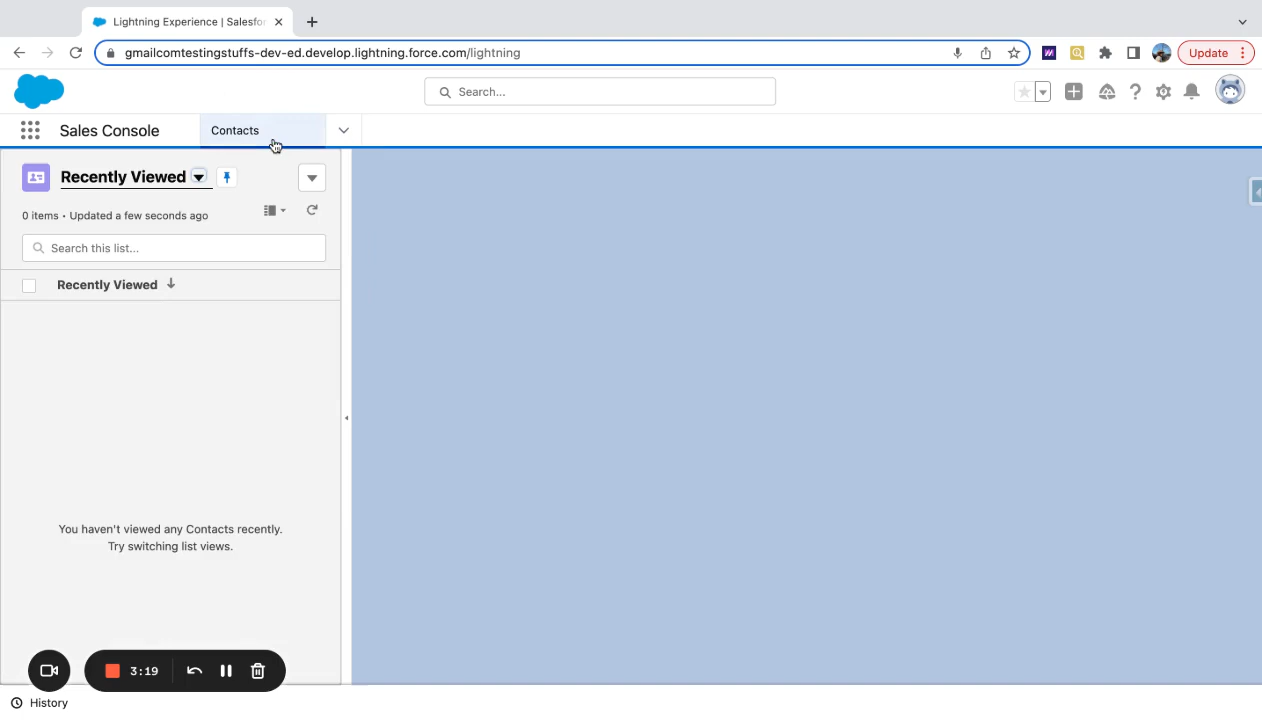 Lightning Experience | Salesfo
gmailcomtestingstuffs-dev-ed.develop.lightning.force.com/lightning
Update
Search...
Sales Console
Contacts
Recently Viewed
0 items • Updated a few seconds ago
Search this list...
Recently Viewed
You haven't viewed any Contacts recently.
Try switching list views.
3:19
History